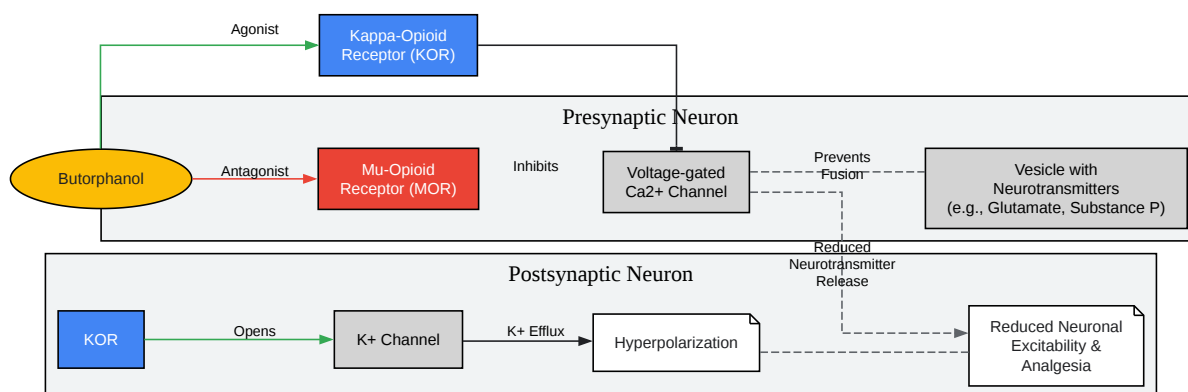 Agonist
Kappa-Opioid
Receptor (KOR)
Presynaptic Neuron
Butorphanol
Antagonist
Mu-Opioid
Receptor (MOR)
Inhibits
Voltage-gated
Ca2+ Channel
Prevents
Fusion
Vesicle with
Neurotransmitters
(e.g., Glutamate, Substance P)
Reduced
Neurotransmitter
Release
Postsynaptic Neuron
KOR
Opens
K+ Channel
K+ Efflux
Hyperpolarization
Reduced Neuronal
Excitability &
Analgesia